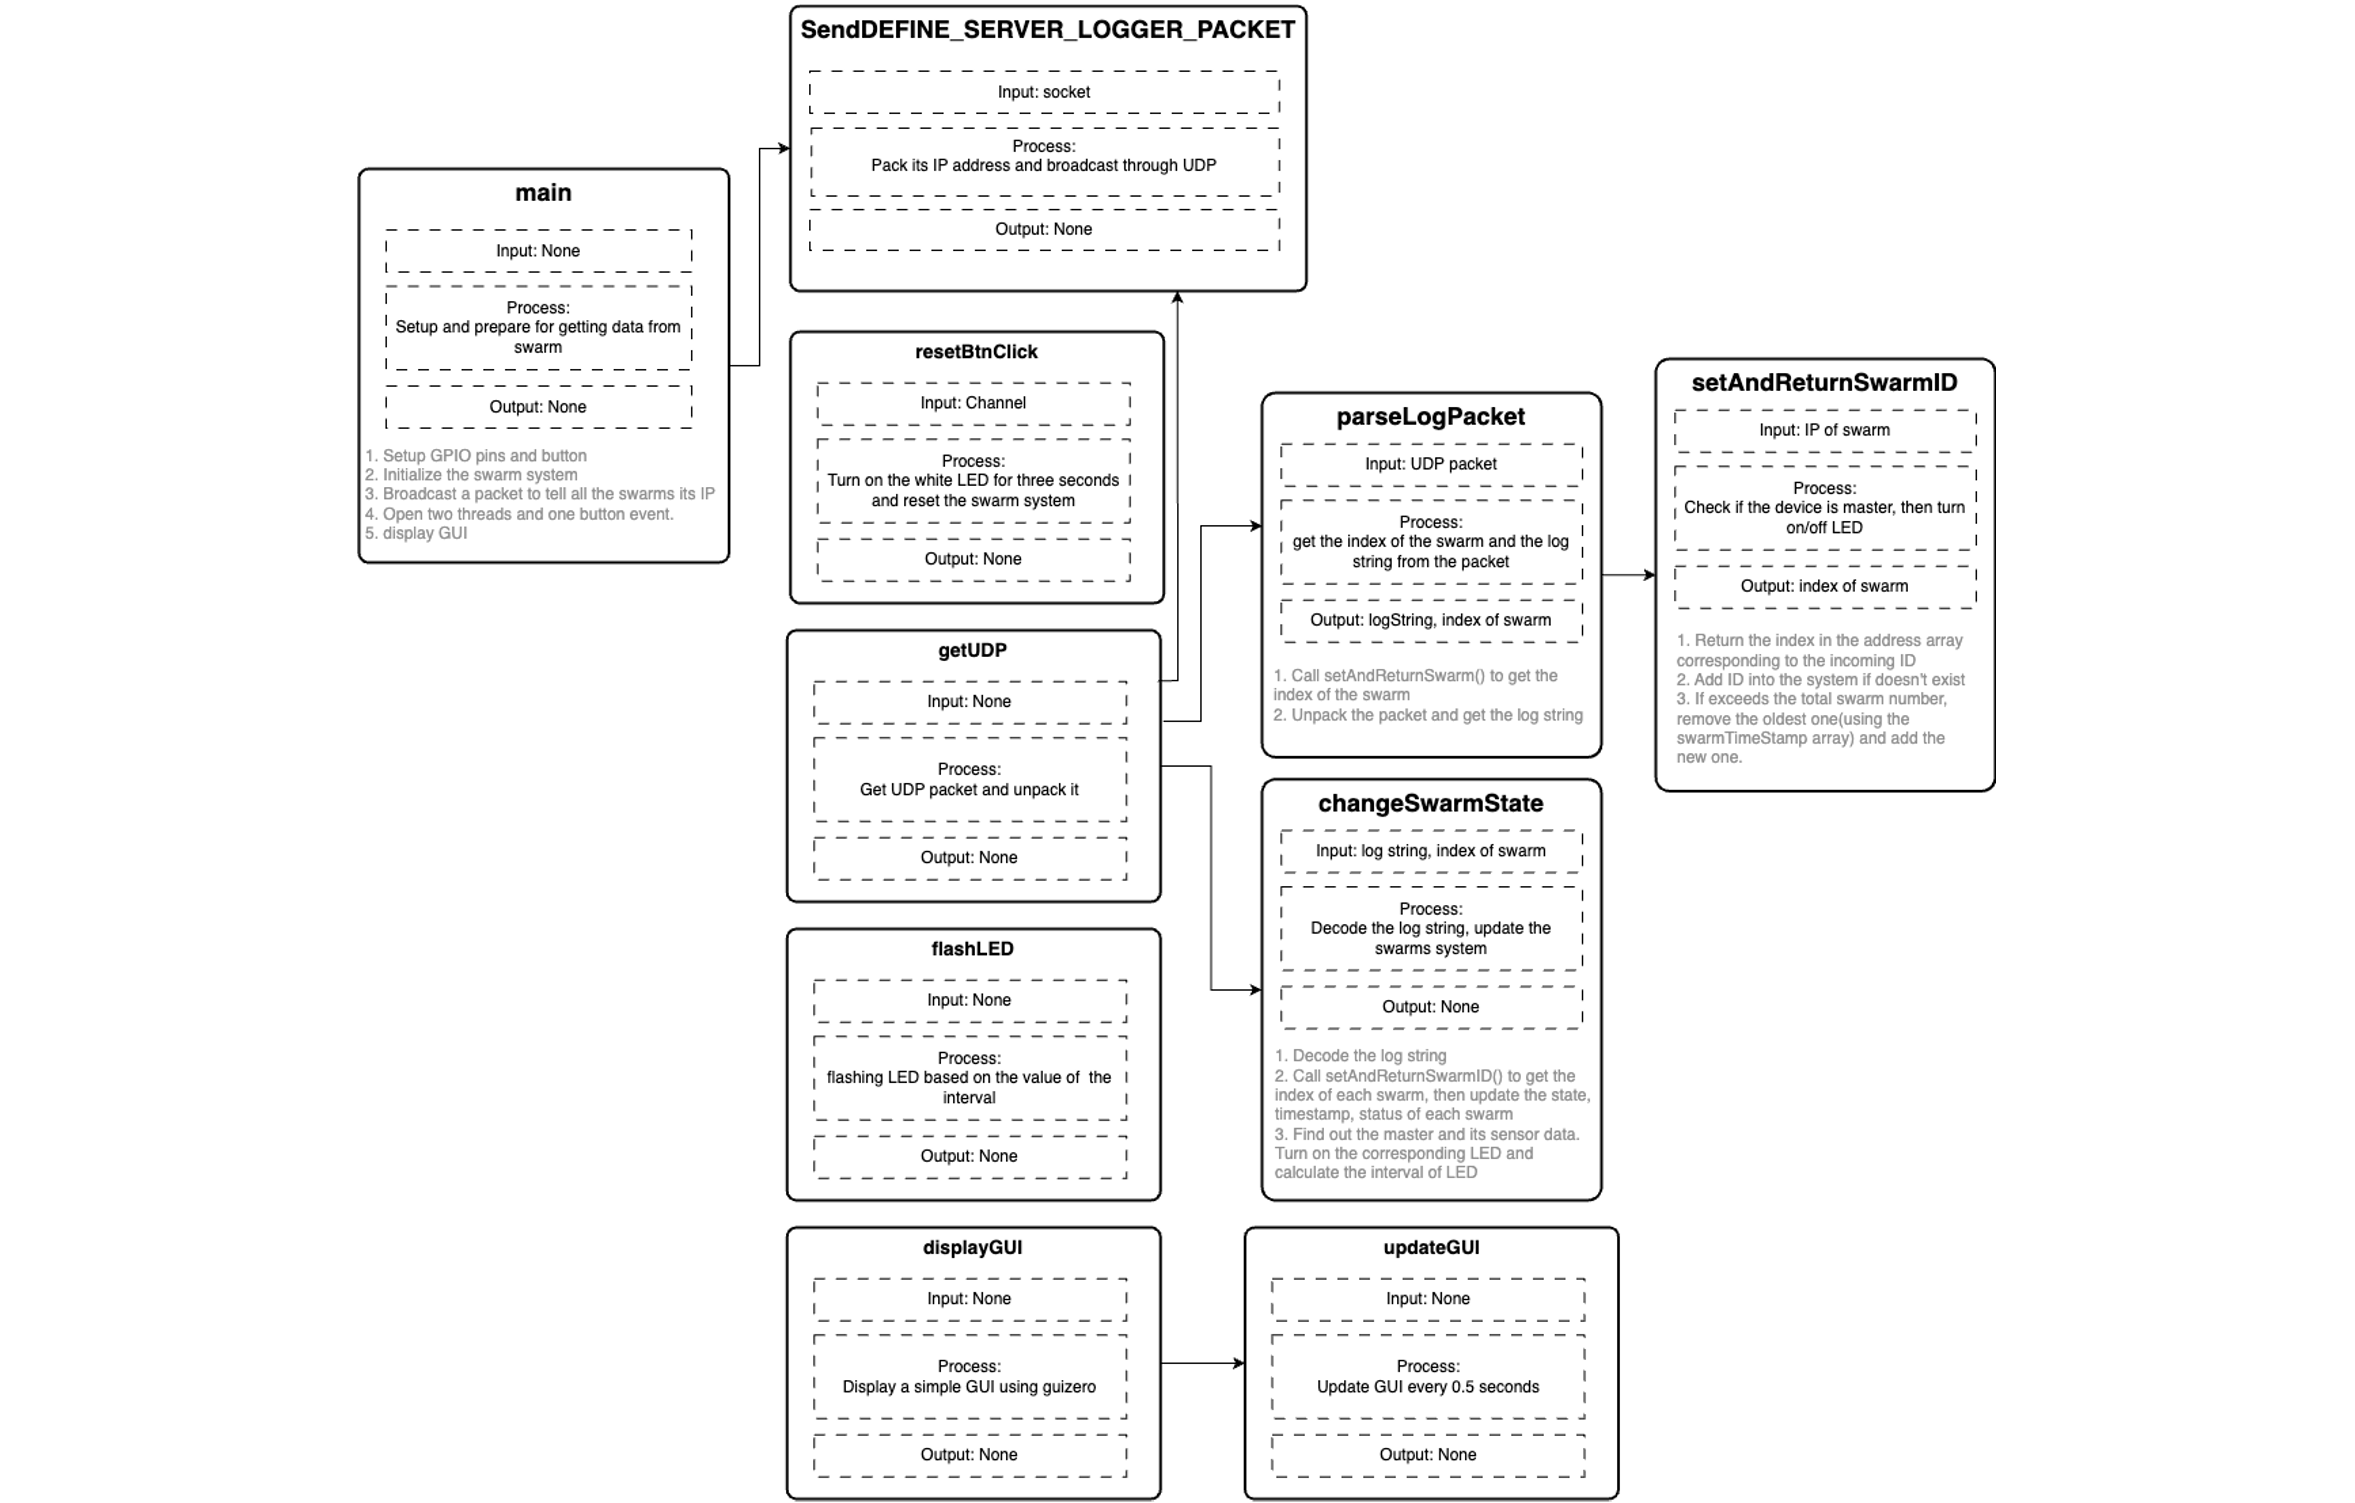 SendDEFINE_SERVER_LOGGER_PACKET
Input: socket
Process:
Pack its IP address and broadcast through UDP
Output: None
main
Input: None
Process:
Setup and prepare for getting data from
swarm
Output: None
1. Setup GPIO pins and button
2. Initialize the swarm system
3. Broadcast a packet to tell all the swarms its IP
4. Open two threads and one button event.
5. display GUI
resetBtnClick
Input: Channel
Process:
Turn on the white LED for three seconds
and reset the swarm system
Output: None
getUDP
Input: None
Process:
Get UDP packet and unpack it
Output: None
parseLogPacket
Input: UDP packet
Process:
get the index of the swarm and the log
string from the packet
Output: logString, index of swarm
1. Call setAndReturnSwarm() to get the
index of the swarm
2. Unpack the packet and get the log string
setAndReturnSwarmID
Input: IP of swarm
Process:
Check if the device is master, then turn
on/off LED
Output: index of swarm
1. Return the index in the address array
corresponding to the incoming ID
2. Add ID into the system if doesn't exist
3. If exceeds the total swarm number,
remove the oldest one(using the
swarmTimeStamp array) and add the
new one.
changeSwarmState
Input: log string, index of swarm
Process:
Decode the log string, update the
swarms system
Output: None
1. Decode the log string
2. Call setAndReturnSwarmID() to get the
index of each swarm, then update the state,
timestamp, status of each swarm
3. Find out the master and its sensor data.
Turn on the corresponding LED and
calculate the interval of LED
flashLED
Input: None
Process:
flashing LED based on the value of  the
interval
Output: None
displayGUI
Input: None
Process:
Display a simple GUI using guizero
Output: None
updateGUI
Input: None
Process:
Update GUI every 0.5 seconds
Output: None